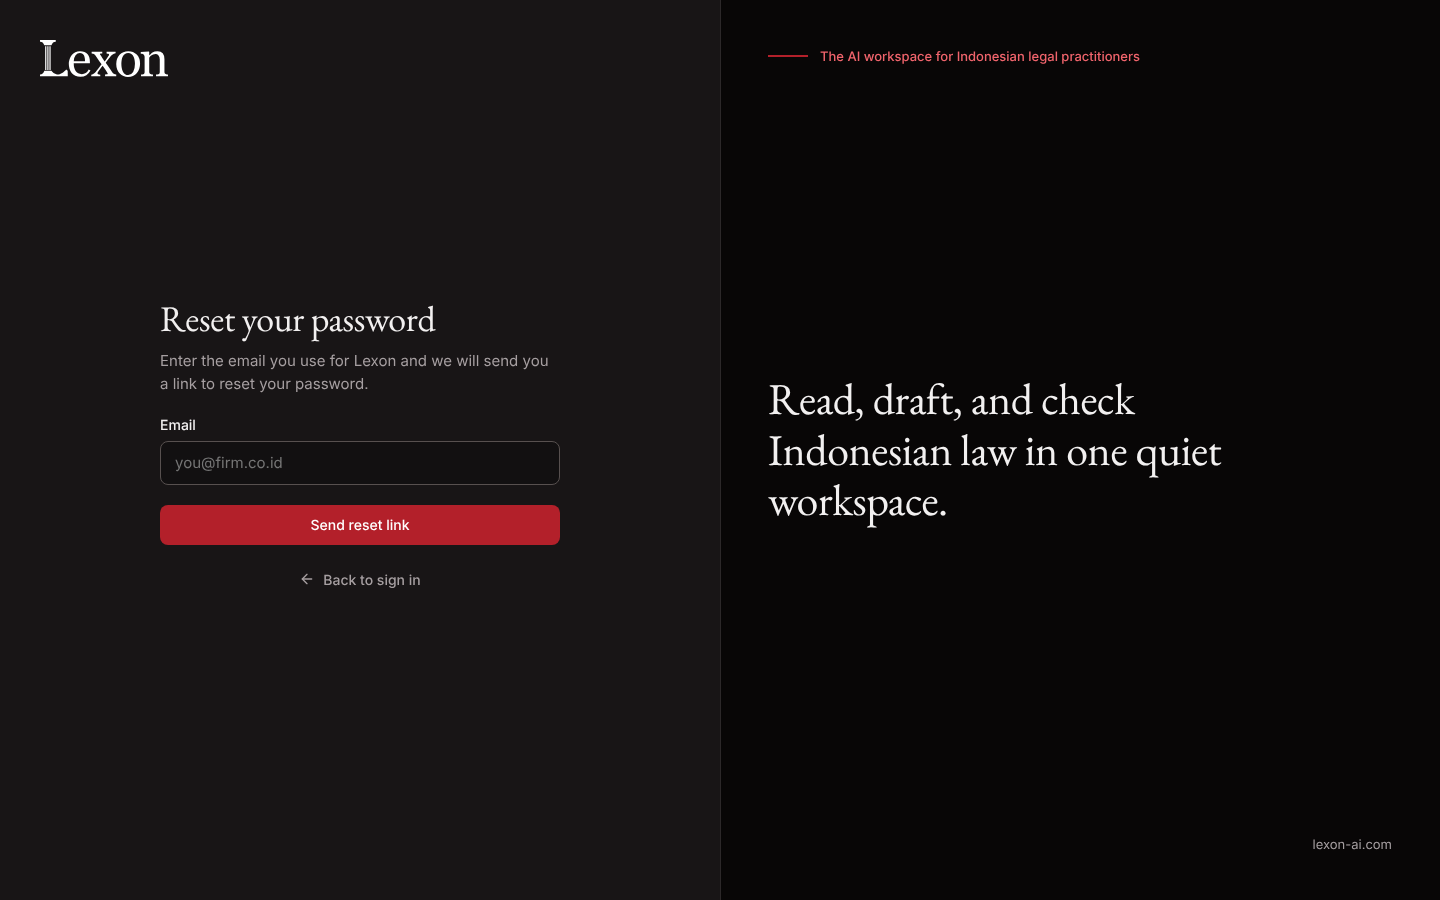 Lexon
Reset your password
Enter the email you use for Lexon and we will send you
a link to reset your password.
Email
you@firm.co.id
Send reset link
Back to sign in
The AI workspace for Indonesian legal practitioners
Read, draft, and check
Indonesian law in one quiet
workspace.
lexon-ai.com